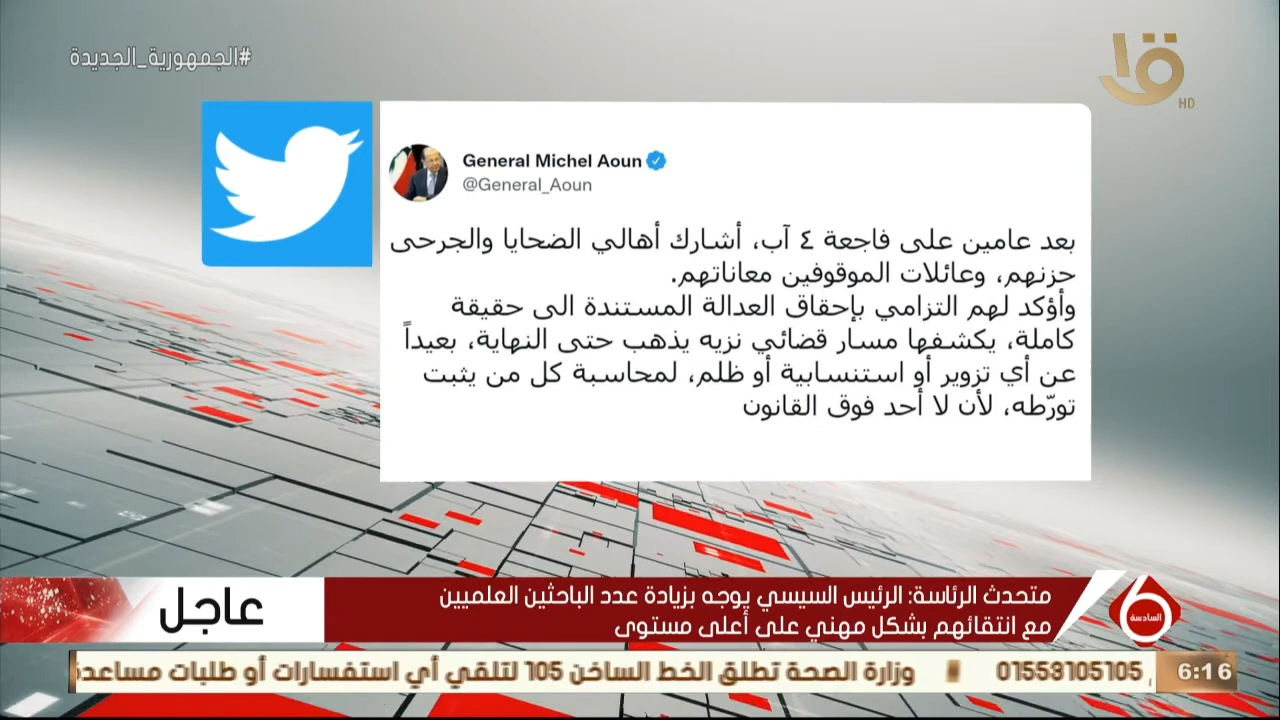 #الجمهورية_الجديدة
HD
General Michel Aoun
@General_Aoun
بعد عامين على فاجعة ٤ آب، أشارك أهالي الضحايا والجرحى
حزنهم، وعائلات الموقوفين معاناتهم.
وأؤكد لهم التزامي بإحقاق العدالة المستندة الى حقيقة
كاملة، يكشفها مسار قضائي نزيه يذهب حتى النهاية، بعيداً
عن أي تزوير أو استنسابية أو ظلم، لمحاسبة كل من يثبت
تورّطه، لأن لا أحد فوق القانون
عاجل
متحدث الرئاسة: الرئيس السيسي يوجه بزيادة عدد الباحثين العلميين
مع انتقائهم بشكل مهني على أعلى مستوى
السادسة
6:16
01558105105
وزارة الصحة تطلق الخط الساخن 105 لتلقي أي استفسارات أو طلبات مساعدة